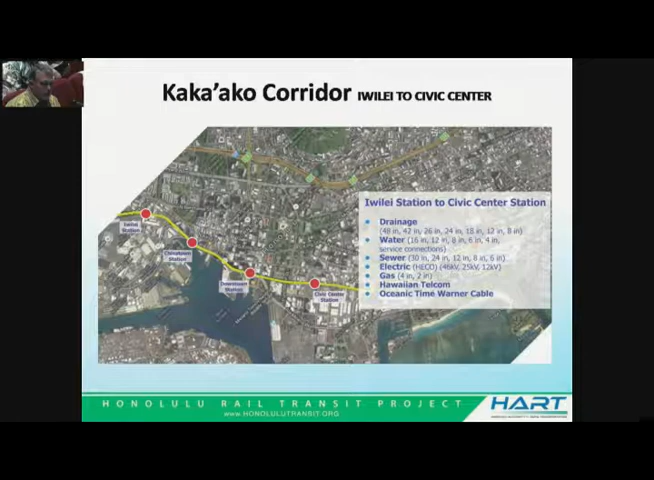 Kaka'ako Corridor IWILEI TO CIVIC CENTER
Iwilei Station to Civic Center Station
Drainage
(48 in, 42 in, 26 in, 24 in, 18 in, 12 in, 8 in)
Water (16 in, 12 in, 8 in, 6 in, 4 in,
service connections)
Sewer (30 in, 24 in, 12 in, 8 in, 6 in)
Electric (HECO) (46kV, 25kV, 12kV)
Gas (4 in, 2 in)
Hawaiian Telcom
Oceanic Time Warner Cable
Iwilei
Station
Chinatown
Station
Downtown
Station
Civic Center
Station
HONOLULU RAIL TRANSIT PROJECT
www.HONOLULUTRANSIT.ORG
HART